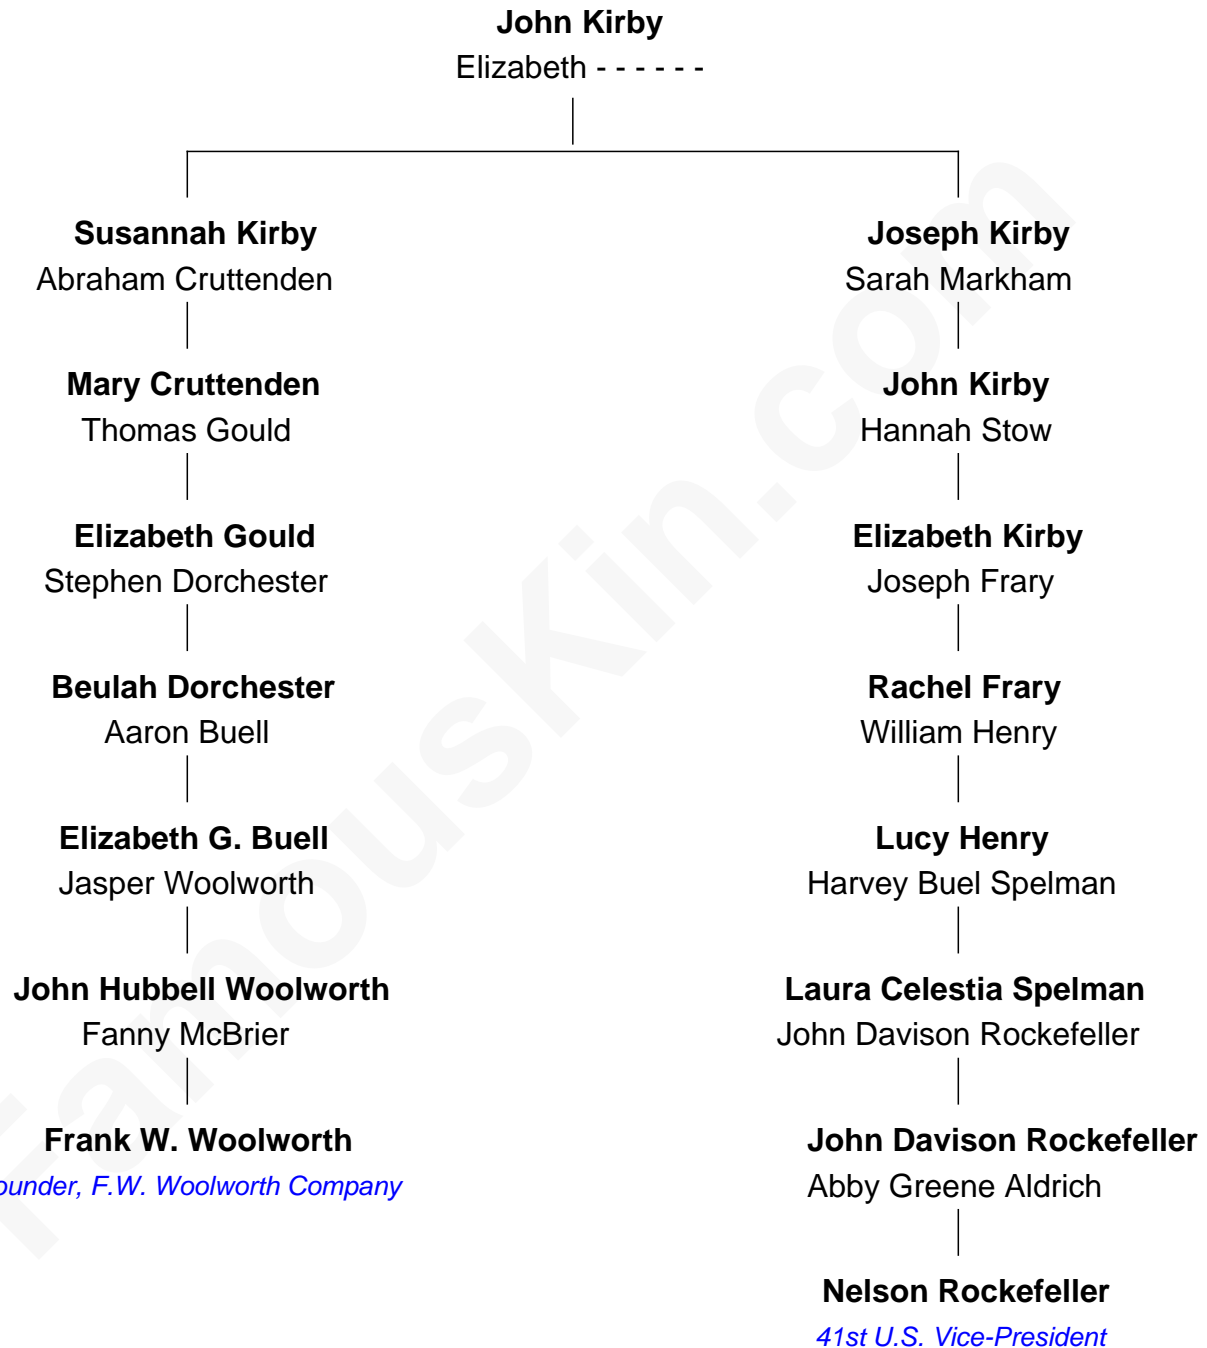 John Kirby
Elizabeth - - - - - -
Susannah Kirby
Abraham Cruttenden
Joseph Kirby
Sarah Markham
Mary Cruttenden
Thomas Gould
John Kirby
Hannah Stow
Elizabeth Gould
Stephen Dorchester
Elizabeth Kirby
Joseph Frary
Beulah Dorchester
Aaron Buell
Rachel Frary
William Henry
Elizabeth G. Buell
Jasper Woolworth
Lucy Henry
Harvey Buel Spelman
John Hubbell Woolworth
Fanny McBrier
Laura Celestia Spelman
John Davison Rockefeller
Frank W. Woolworth
ounder, F.W. Woolworth Company
John Davison Rockefeller
Abby Greene Aldrich
Nelson Rockefeller
41st U.S. Vice-President
FamousKin.com